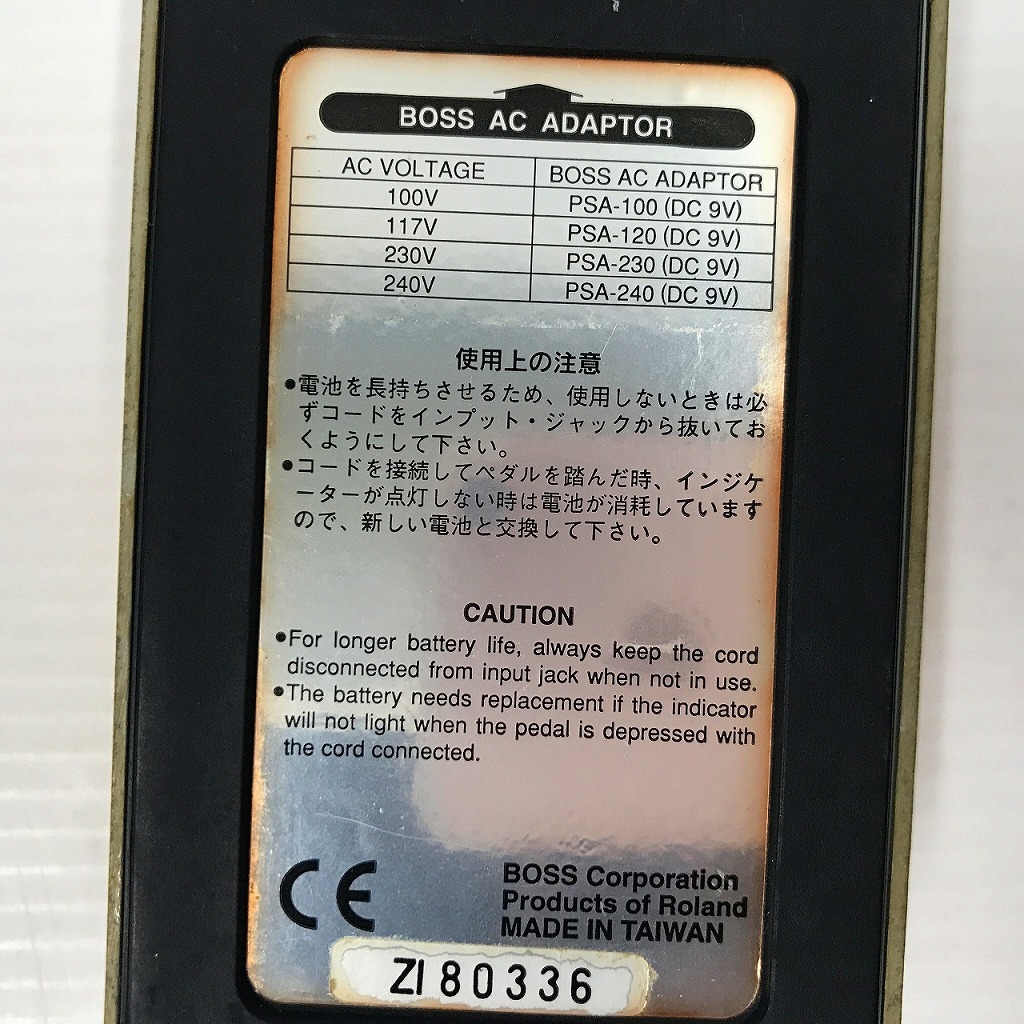 BOSS AC ADAPTOR
AC VOLTAGE BOSS AC ADAPTOR
100V PSA-100 (DC 9V)
117V PSA-120 (DC 9V)
230V PSA-230 (DC 9V)
240V PSA-240 (DC 9V)
使用上の注意
●電池を長持ちさせるため、使用しないときは必
ずコードをインプット・ジャックから抜いてお
くようにして下さい。
●コードを接続してペダルを踏んだ時、インジケ
ーターが点灯しない時は電池が消耗しています
ので、新しい電池と交換して下さい。
CAUTION
●For longer battery life, always keep the cord
disconnected from input jack when not in use.
●The battery needs replacement if the indicator
will not light when the pedal is depressed with
the cord connected.
CE
BOSS Corporation
Products of Roland
MADE IN TAIWAN
ZI80336